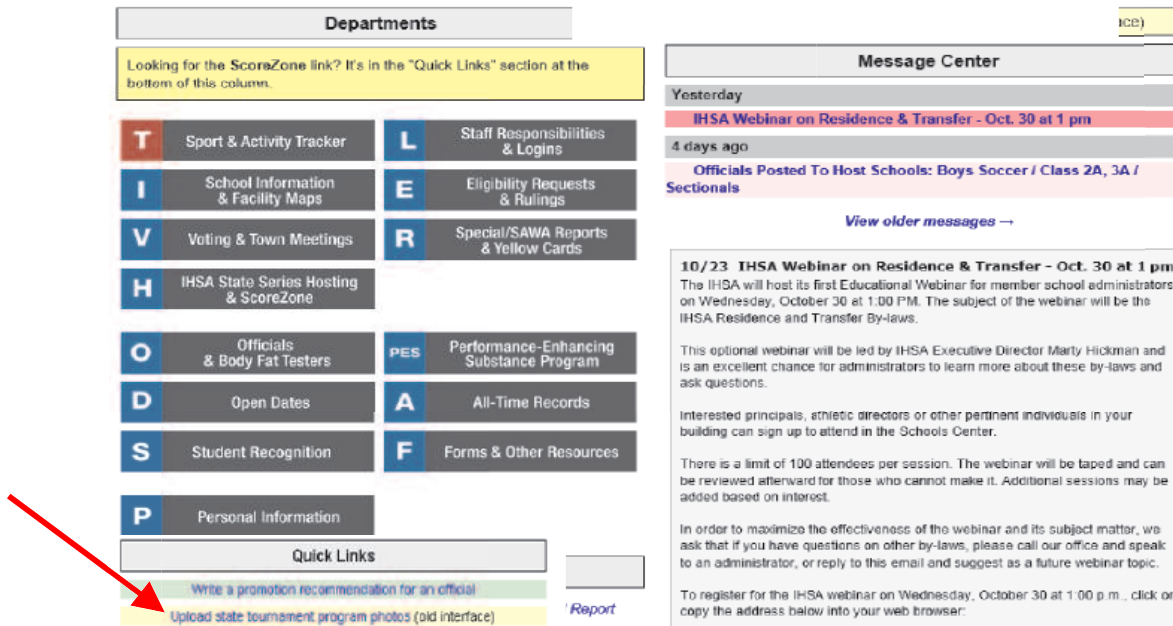 Departments
Looking for the ScoreZone link? It's in the "Quick Links" section at the
bottom of this column.
T Sport & Activity Tracker
L Staff Responsibilities
& Logins
I School Information
& Facility Maps
E Eligibility Requests
& Rulings
V Voting & Town Meetings
R Special/SAWA Reports
& Yellow Cards
H IHSA State Series Hosting
& ScoreZone
O Officials
& Body Fat Testers
PES Performance-Enhancing
Substance Program
D Open Dates
A All-Time Records
S Student Recognition
F Forms & Other Resources
P Personal Information
Quick Links
Write a promotion recommendation for an official
Upload state tournament program photos (old interface)
Report
ace)
Message Center
Yesterday
IHSA Webinar on Residence & Transfer - Oct. 30 at 1 pm
4 days ago
Officials Posted To Host Schools: Boys Soccer / Class 2A, 3A /
Sectionals
View older messages →
10/23 IHSA Webinar on Residence & Transfer - Oct. 30 at 1 pm
The IHSA will host its first Educational Webinar for member school administrators
on Wednesday, October 30 at 1:00 PM. The subject of the webinar will be the
IHSA Residence and Transfer By-laws.
This optional webinar will be led by IHSA Executive Director Marty Hickman and
is an excellent chance for administrators to learn more about these by-laws and
ask questions.
Interested principals, athletic directors or other pertinent individuals in your
building can sign up to attend in the Schools Center.
There is a limit of 100 attendees per session. The webinar will be taped and can
be reviewed afterward for those who cannot make it. Additional sessions may be
added based on interest.
In order to maximize the effectiveness of the webinar and its subject matter, we
ask that if you have questions on other by-laws, please call our office and speak
to an administrator, or reply to this email and suggest as a future webinar topic.
To register for the IHSA webinar on Wednesday, October 30 at 1:00 p.m., click or
copy the address below into your web browser: